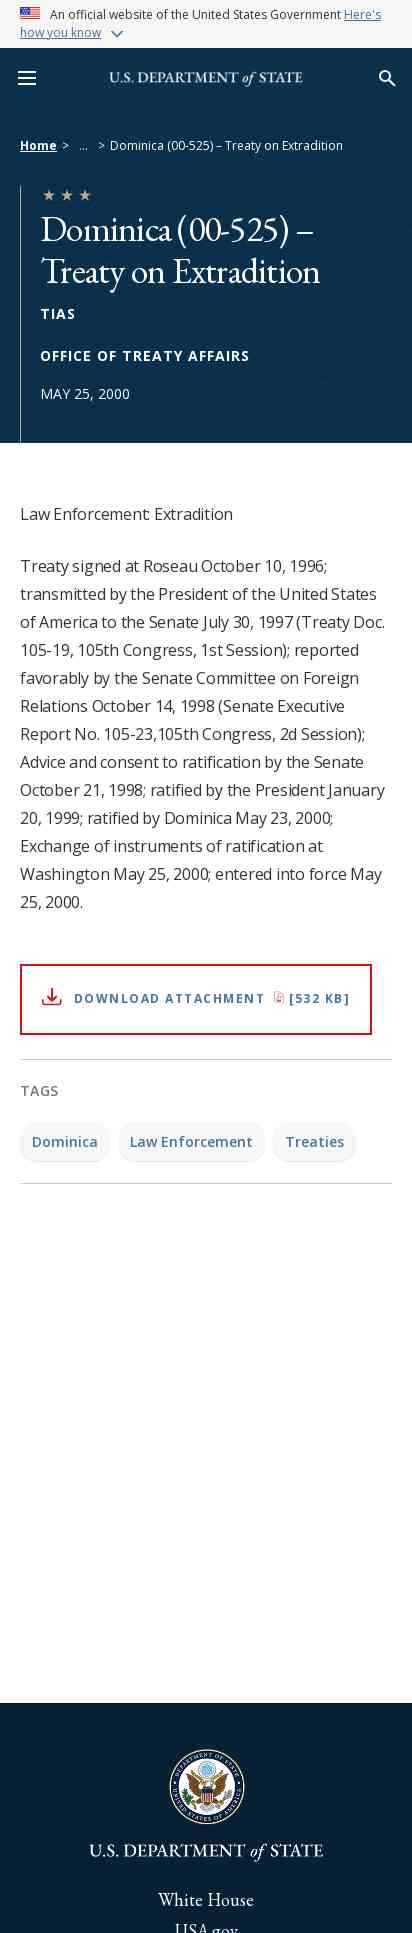 An official website of the United States Government Here's
how you know
U.S. DEPARTMENT of STATE
Home > ... > Dominica (00-525) – Treaty on Extradition
Dominica (00-525) –
Treaty on Extradition
TIAS
OFFICE OF TREATY AFFAIRS
MAY 25, 2000
Law Enforcement: Extradition
Treaty signed at Roseau October 10, 1996;
transmitted by the President of the United States
of America to the Senate July 30, 1997 (Treaty Doc.
105-19, 105th Congress, 1st Session); reported
favorably by the Senate Committee on Foreign
Relations October 14, 1998 (Senate Executive
Report No. 105-23,105th Congress, 2d Session);
Advice and consent to ratification by the Senate
October 21, 1998; ratified by the President January
20, 1999; ratified by Dominica May 23, 2000;
Exchange of instruments of ratification at
Washington May 25, 2000; entered into force May
25, 2000.
DOWNLOAD ATTACHMENT [532 KB]
TAGS
Dominica Law Enforcement Treaties
DEPARTMENT OF STATE
UNITED STATES OF AMERICA
U.S. DEPARTMENT of STATE
White House
USA.gov